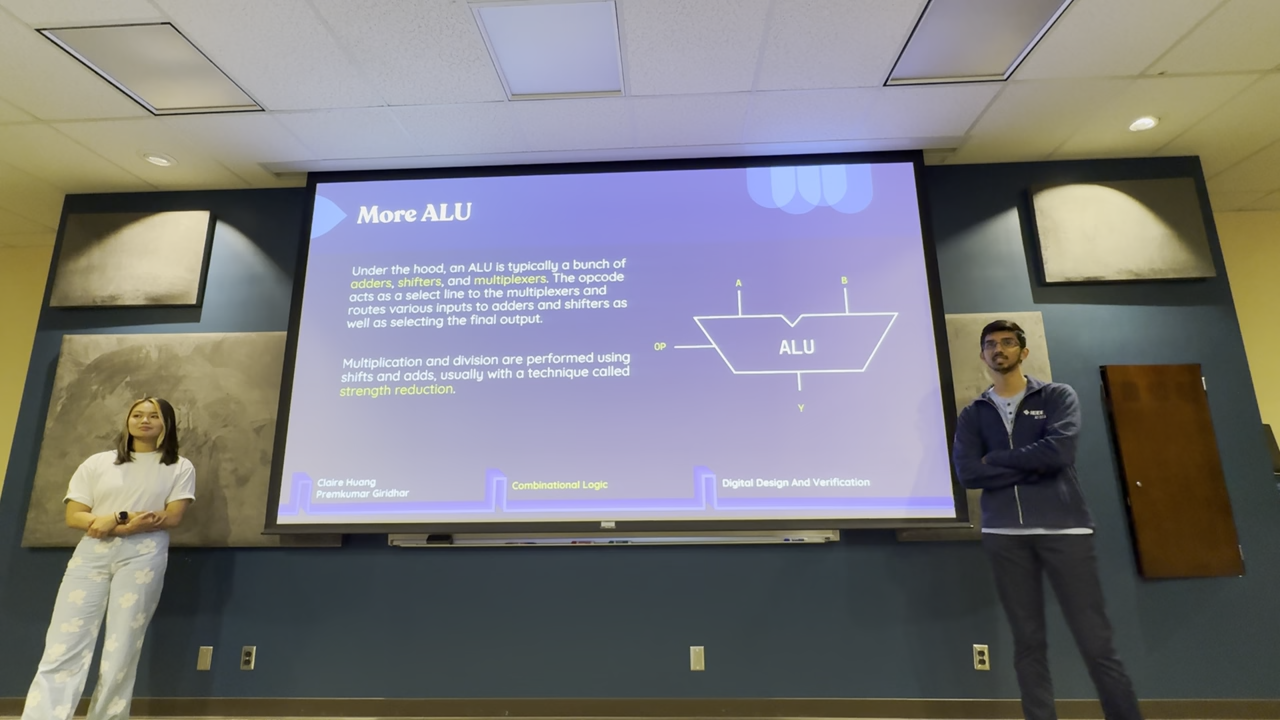 More ALU
Under the hood, an ALU is typically a bunch of
adders, shifters, and multiplexers. The opcode
acts as a select line to the multiplexers and
routes various inputs to adders and shifters as
well as selecting the final output.
Multiplication and division are performed using
shifts and adds, usually with a technique called
strength reduction.
A
B
OP
ALU
Y
Claire Huang
Premkumar Giridhar
Combinational Logic
Digital Design And Verification